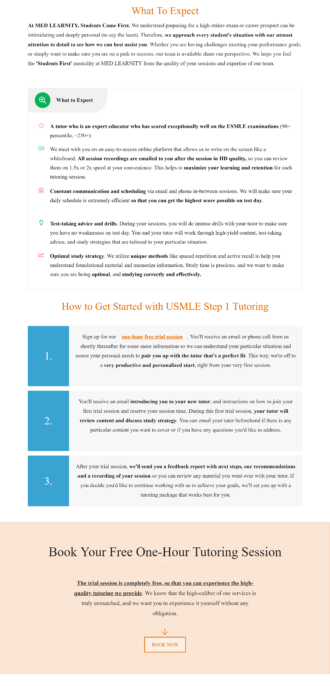 What To Expect
At MED LEARNITY, Students Come First. We understand preparing for a high-stakes exam or career prospect can be
intimidating and deeply personal (to say the least). Therefore, we approach every student's situation with our utmost
attention to detail to see how we can best assist you. Whether you are having challenges meeting your performance goals,
or simply want to make sure you are on a path to success, our team is available share our perspective. We hope you feel
the 'Students First' mentality at MED LEARNITY from the quality of your sessions and expertise of our team.
What to Expect
A tutor who is an expert educator who has scored exceptionally well on the USMLE examinations (90+
percentile, ~250+)
We meet with you on an easy-to-access online platform that allows us to write on the screen like a
whiteboard. All session recordings are emailed to you after the session in HD quality, so you can review
them on 1.5x or 2x speed at your convenience. This helps to maximize your learning and retention for each
tutoring session.
Constant communication and scheduling via email and phone in-between sessions. We will make sure your
daily schedule is extremely efficient so that you can get the highest score possible on test day.
Test-taking advice and drills. During your sessions, you will do intense drills with your tutor to make sure
you have no weaknesses on test day. You and your tutor will work through high-yield content, test-taking
advice, and study strategies that are tailored to your particular situation.
Optimal study strategy. We utilize unique methods like spaced repetition and active recall to help you
understand foundational material and memorize information. Study time is precious, and we want to make
sure you are being optimal, and studying correctly and effectively.
How to Get Started with USMLE Step 1 Tutoring
1.
Sign up for our one-hour free trial session . You'll receive an email or phone call from us
shortly thereafter for some more information so we can understand your particular situation and
assess your personal needs to pair you up with the tutor that's a perfect fit. This way, we're off to
a very productive and personalized start, right from your very first session.
2.
You'll receive an email introducing you to your new tutor, and instructions on how to join your
first trial session and reserve your session time. During this first trial session, your tutor will
review content and discuss study strategy. You can email your tutor beforehand if there is any
particular content you want to cover or if you have any questions you'd like to address.
3.
After your trial session, we'll send you a feedback report with next steps, our recommendations
and a recording of your session so you can review any material you went over with your tutor. If
you decide you'd like to continue working with us to achieve your goals, we'll set you up with a
tutoring package that works best for you.
Book Your Free One-Hour Tutoring Session
The trial session is completely free, so that you can experience the high-
quality tutoring we provide. We know that the high-caliber of our services is
truly unmatched, and we want you to experience it yourself without any
obligation.
BOOK NOW